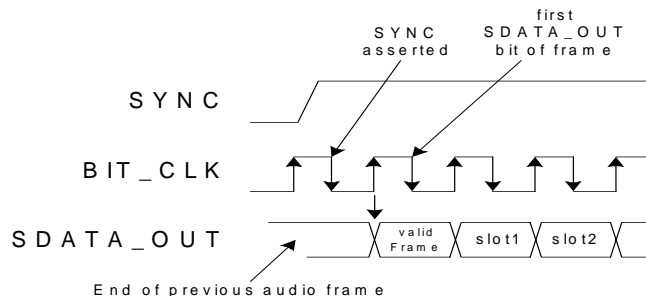 first
SYNC SDATA_OUT
asserted bit of frame
SYNC
BIT_CLK
SDATA_OUT
valid
Frame
slot1
slot2
End of previous audio frame